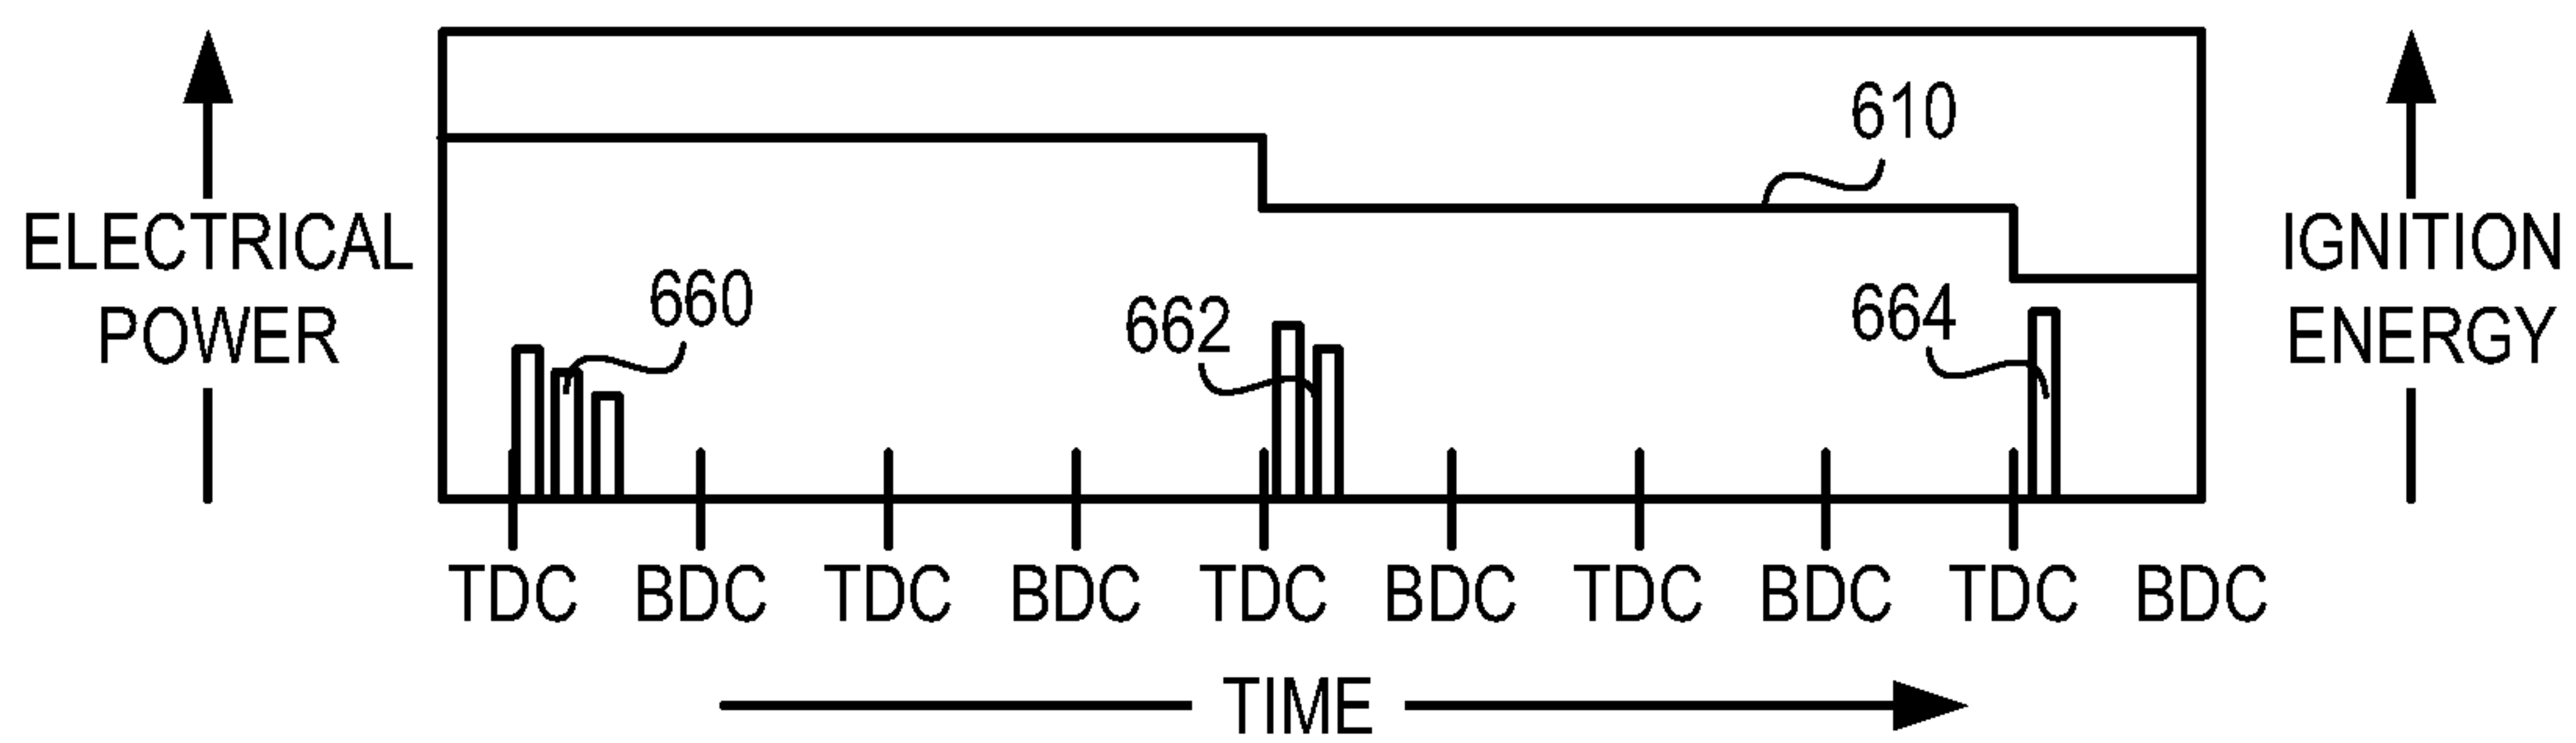 610
ELECTRICAL
POWER
IGNITION
ENERGY
660
662
664
TDC BDC TDC BDC TDC BDC TDC BDC TDC BDC
TIME